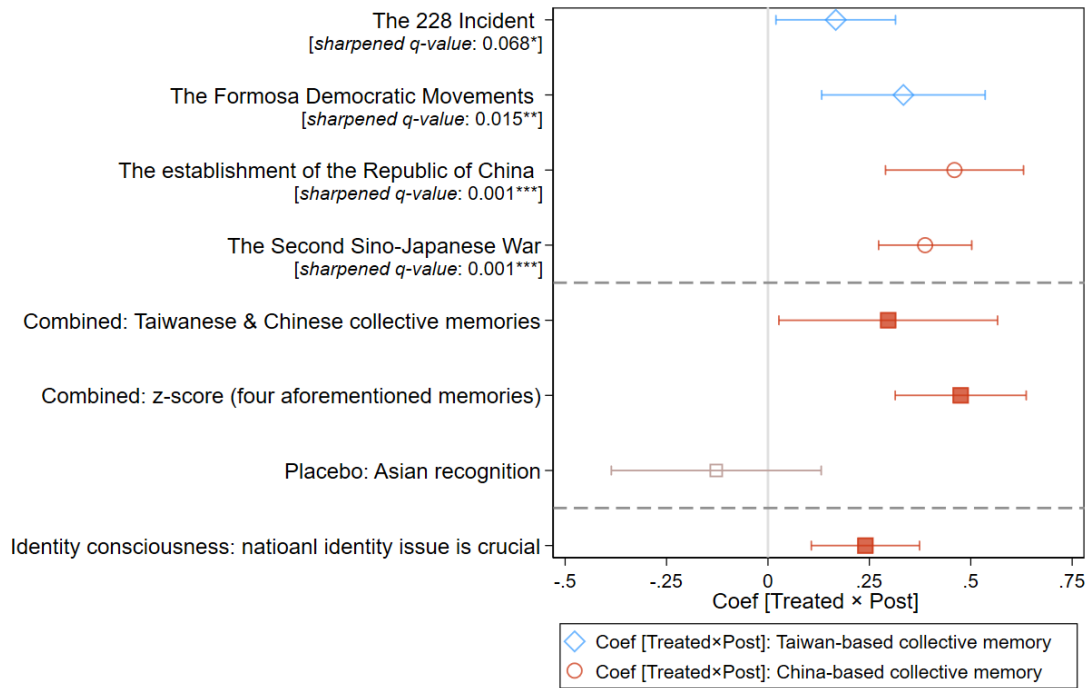 The 228 Incident
[sharpened q-value: 0.068*]
The Formosa Democratic Movements
[sharpened q-value: 0.015**]
The establishment of the Republic of China
[sharpened q-value: 0.001***]
The Second Sino-Japanese War
[sharpened q-value: 0.001***]
Combined: Taiwanese & Chinese collective memories
Combined: z-score (four aforementioned memories)
Placebo: Asian recognition
Identity consciousness: natioanl identity issue is crucial
-.5 -.25 0 .25 .5 .75
Coef [Treated × Post]
Coef [Treated×Post]: Taiwan-based collective memory
Coef [Treated×Post]: China-based collective memory